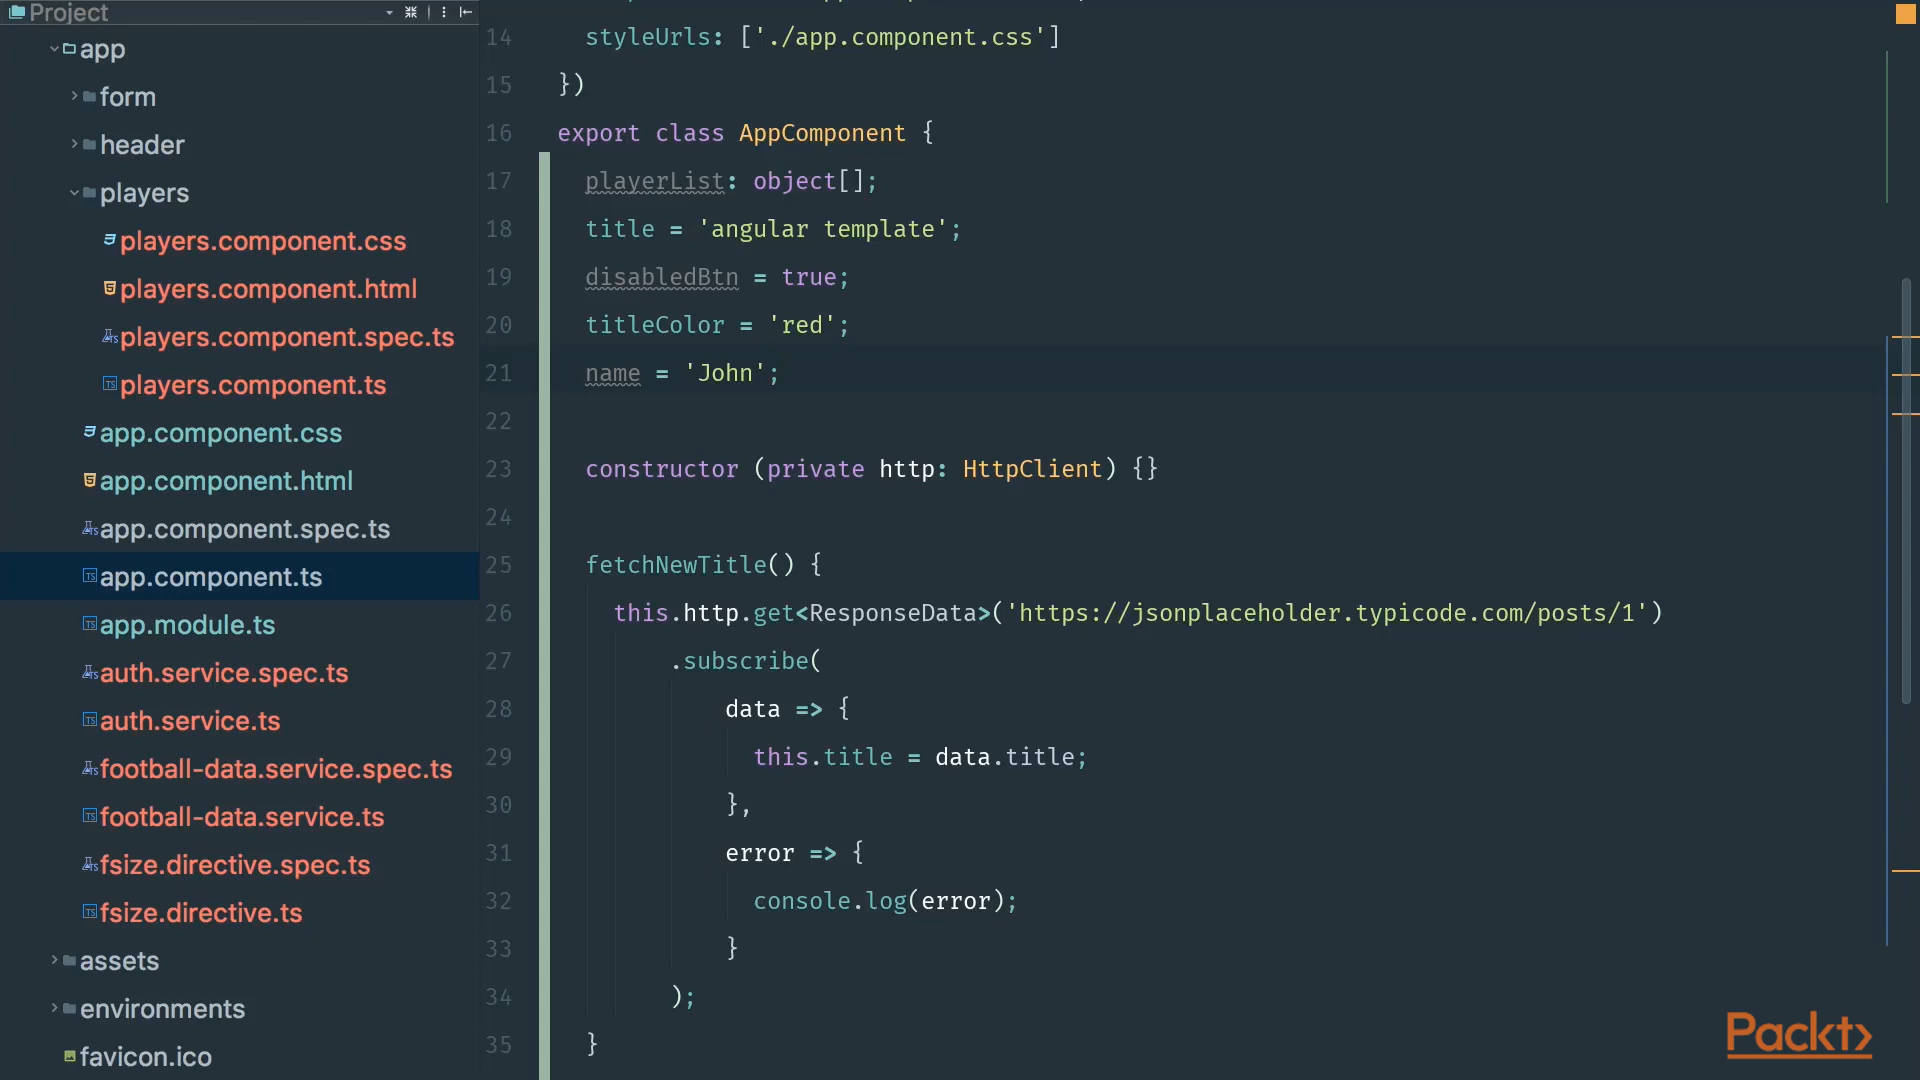 Project
app
form
header
players
players.component.css
players.component.html
players.component.spec.ts
players.component.ts
app.component.css
app.component.html
app.component.spec.ts
app.component.ts
app.module.ts
auth.service.spec.ts
auth.service.ts
football-data.service.spec.ts
football-data.service.ts
fsize.directive.spec.ts
fsize.directive.ts
assets
environments
favicon.ico
14 styleUrls: ['./app.component.css']
15 })
16 export class AppComponent {
17 playerList: object[];
18 title = 'angular template';
19 disabledBtn = true;
20 titleColor = 'red';
21 name = 'John';
22
23 constructor (private http: HttpClient) {}
24
25 fetchNewTitle() {
26 this.http.get<ResponseData>('https://jsonplaceholder.typicode.com/posts/1')
27 .subscribe(
28 data => {
29 this.title = data.title;
30 },
31 error => {
32 console.log(error);
33 }
34 );
35 }
Packt>